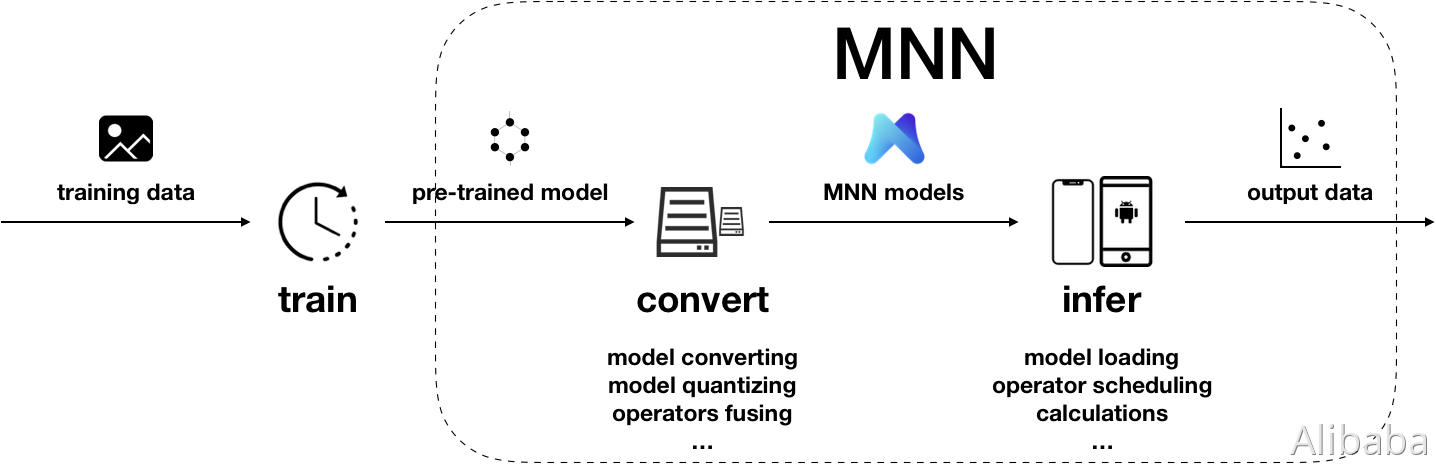 MNN
training data
pre-trained model
MNN models
output data
train
convert
infer
model converting
model quantizing
operators fusing
...
model loading
operator scheduling
calculations
...
Alibaba